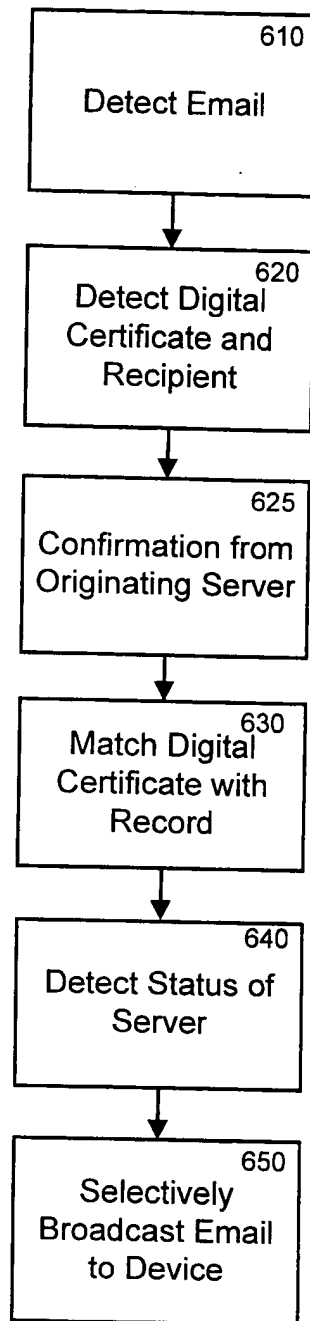 610
Detect Email
620
Detect Digital
Certificate and
Recipient
625
Confirmation from
Originating Server
630
Match Digital
Certificate with
Record
640
Detect Status of
Server
650
Selectively
Broadcast Email
to Device